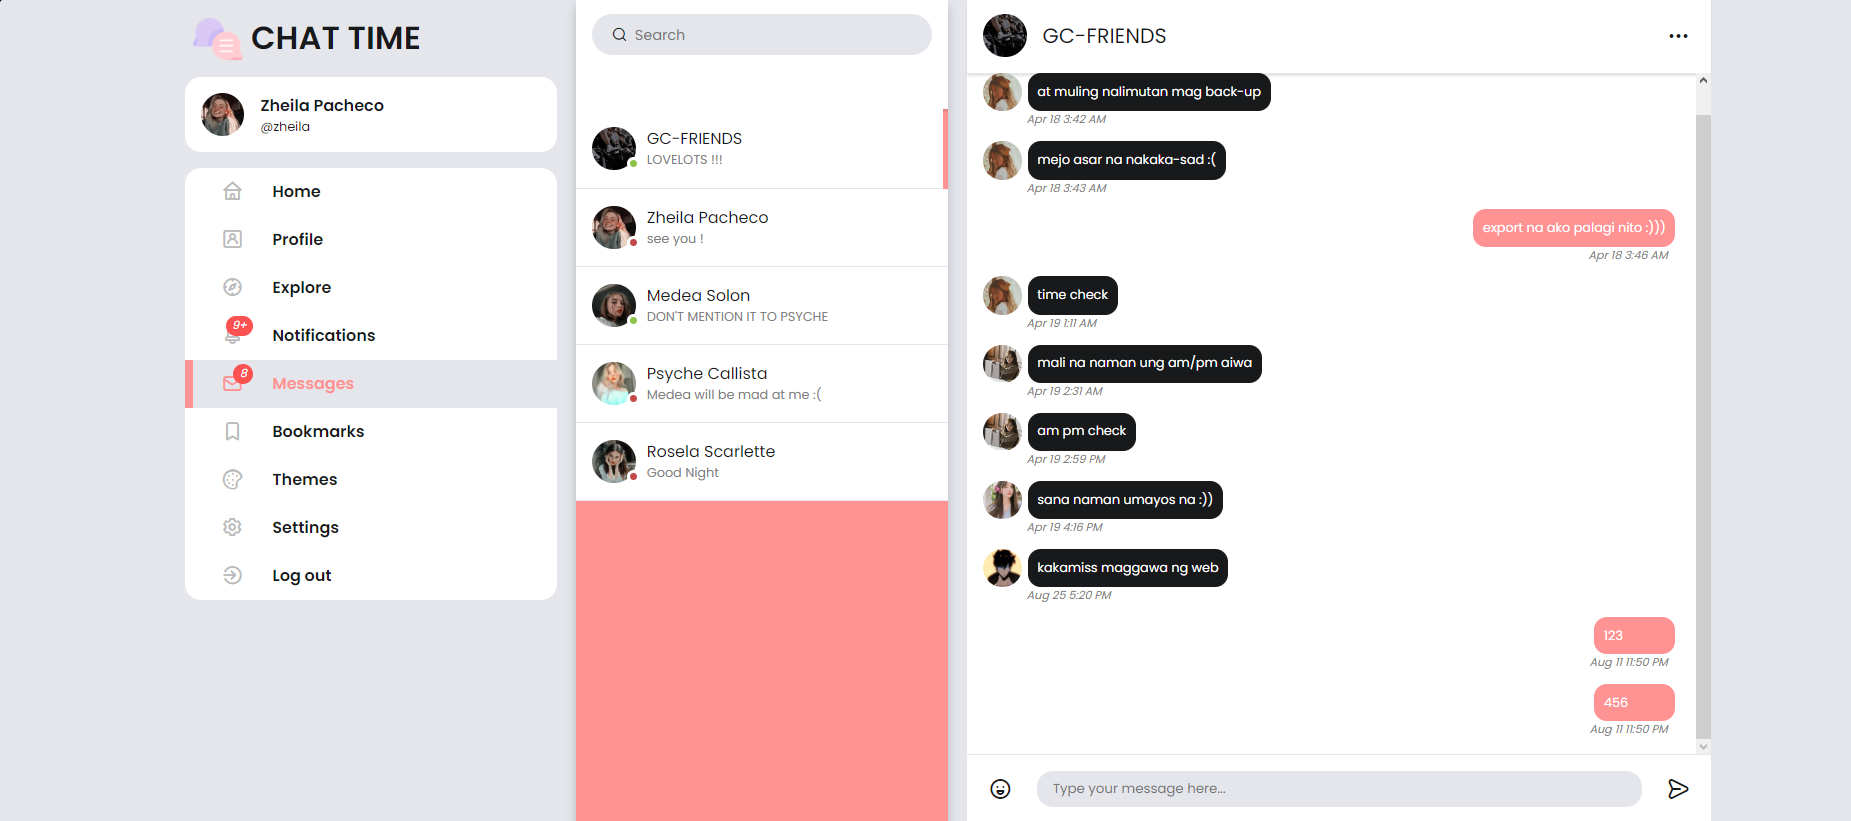 CHAT TIME
Zheila Pacheco
@zheila
Home
Profile
Explore
9+
Notifications
8
Messages
Bookmarks
Themes
Settings
Log out
Search
GC-FRIENDS
LOVELOTS !!!
Zheila Pacheco
see you !
Medea Solon
DON'T MENTION IT TO PSYCHE
Psyche Callista
Medea will be mad at me :(
Rosela Scarlette
Good Night
GC-FRIENDS
at muling nalimutan mag back-up
Apr 18 3:42 AM
mejo asar na nakaka-sad :(
Apr 18 3:43 AM
export na ako palagi nito :)))
Apr 18 3:46 AM
time check
Apr 19 1:11 AM
mali na naman ung am/pm aiwa
Apr 19 2:31 AM
am pm check
Apr 19 2:59 PM
sana naman umayos na :))
Apr 19 4:16 PM
kakamiss maggawa ng web
Aug 25 5:20 PM
123
Aug 11 11:50 PM
456
Aug 11 11:50 PM
Type your message here...